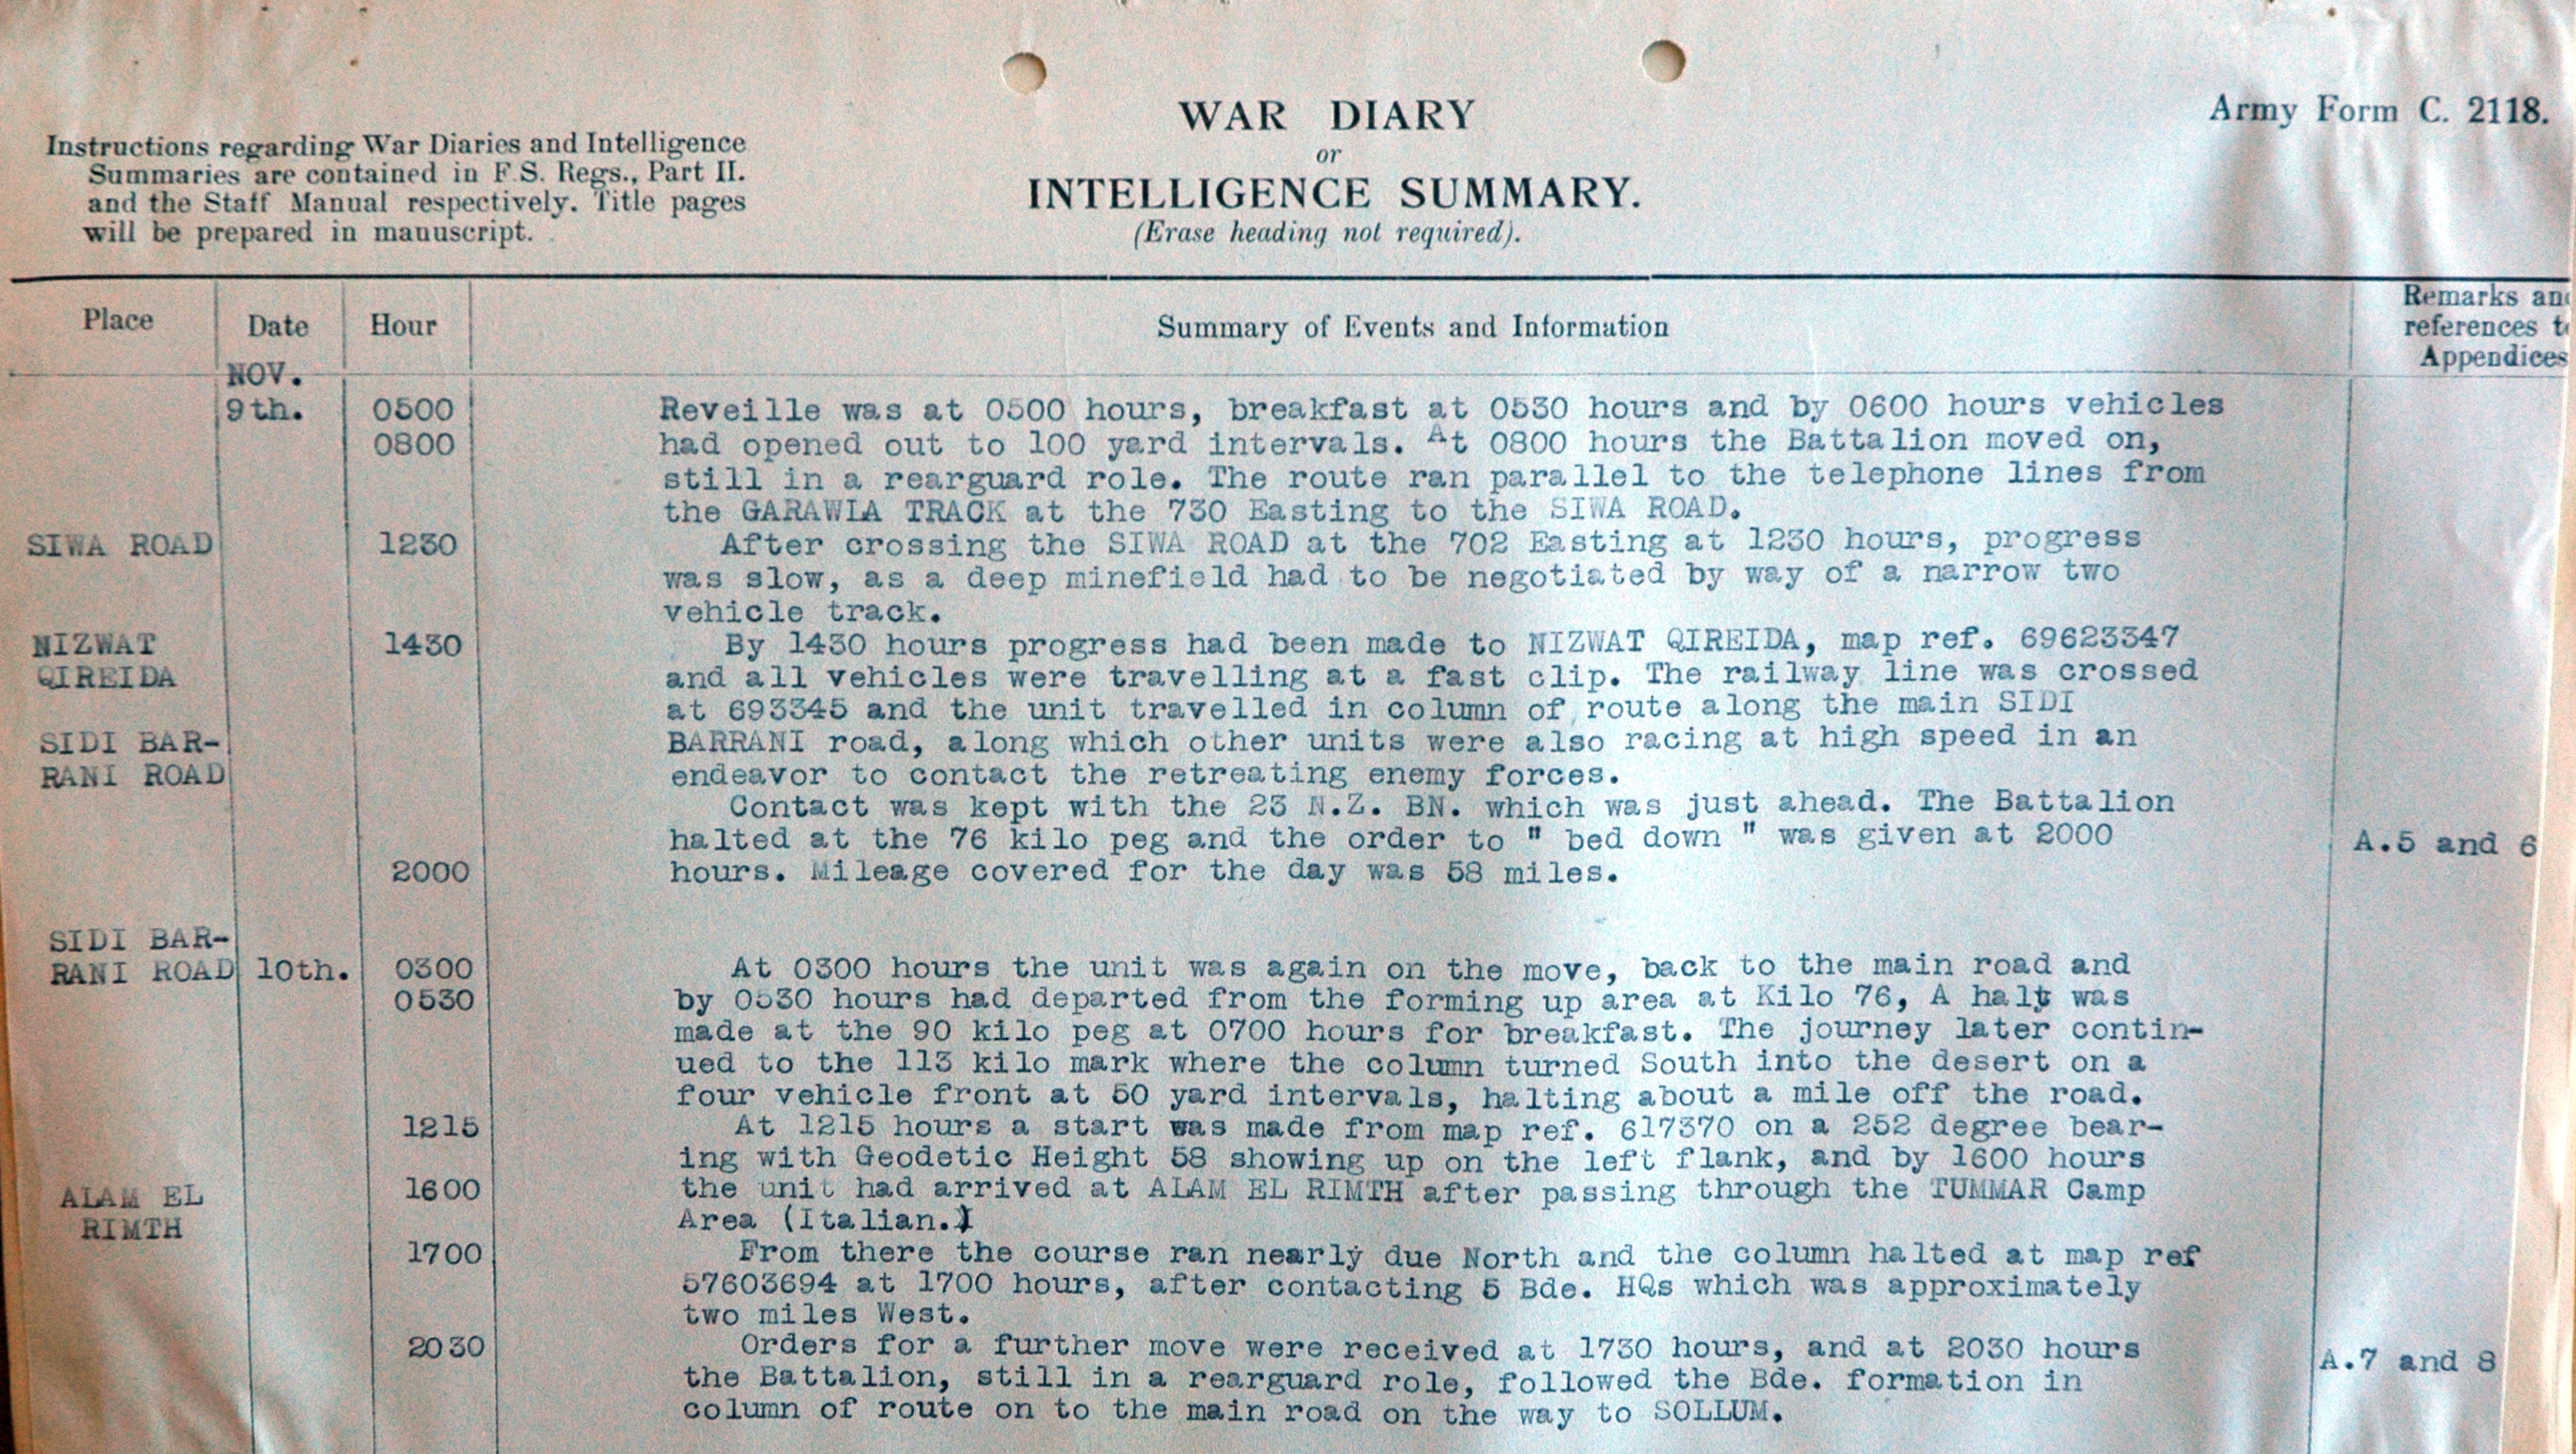 WAR DIARY
or
INTELLIGENCE SUMMARY.
(Erase heading not required).
Army Form C. 2118.
Instructions regarding War Diaries and Intelligence
Summaries are contained in F.S. Regs., Part II.
and the Staff Manual respectively. Title pages
will be prepared in manuscript.
Place Date Hour Summary of Events and Information
Remarks and
references to
Appendices
NOV.
9th. 0500 Reveille was at 0500 hours, breakfast at 0530 hours and by 0600 hours vehicles
0800 had opened out to 100 yard intervals. At 0800 hours the Battalion moved on,
still in a rearguard role. The route ran parallel to the telephone lines from
the GARAWLA TRACK at the 730 Easting to the SIWA ROAD.
SIWA ROAD 1230 After crossing the SIWA ROAD at the 702 Easting at 1230 hours, progress
was slow, as a deep minefield had to be negotiated by way of a narrow two
vehicle track.
NIZWAT 1430 By 1430 hours progress had been made to NIZWAT QIREIDA, map ref. 69623347
QIREIDA and all vehicles were travelling at a fast clip. The railway line was crossed
at 693345 and the unit travelled in column of route along the main SIDI
SIDI BAR- BARRANI road, along which other units were also racing at high speed in an
RANI ROAD endeavor to contact the retreating enemy forces.
Contact was kept with the 23 N.Z. BN. which was just ahead. The Battalion
halted at the 76 kilo peg and the order to " bed down " was given at 2000 A.5 and 6
2000 hours. Mileage covered for the day was 58 miles.
SIDI BAR-
RANI ROAD 10th. 0300 At 0300 hours the unit was again on the move, back to the main road and
0530 by 0530 hours had departed from the forming up area at Kilo 76, A halt was
made at the 90 kilo peg at 0700 hours for breakfast. The journey later contin-
ued to the 113 kilo mark where the column turned South into the desert on a
four vehicle front at 50 yard intervals, halting about a mile off the road.
1215 At 1215 hours a start was made from map ref. 617370 on a 252 degree bear-
ing with Geodetic Height 58 showing up on the left flank, and by 1600 hours
ALAM EL 1600 the unit had arrived at ALAM EL RIMTH after passing through the TUMMAR Camp
RIMTH Area (Italian.)
1700 From there the course ran nearly due North and the column halted at map ref
57603694 at 1700 hours, after contacting 5 Bde. HQs which was approximately
two miles West.
2030 Orders for a further move were received at 1730 hours, and at 2030 hours A.7 and 8
the Battalion, still in a rearguard role, followed the Bde. formation in
column of route on to the main road on the way to SOLLUM.